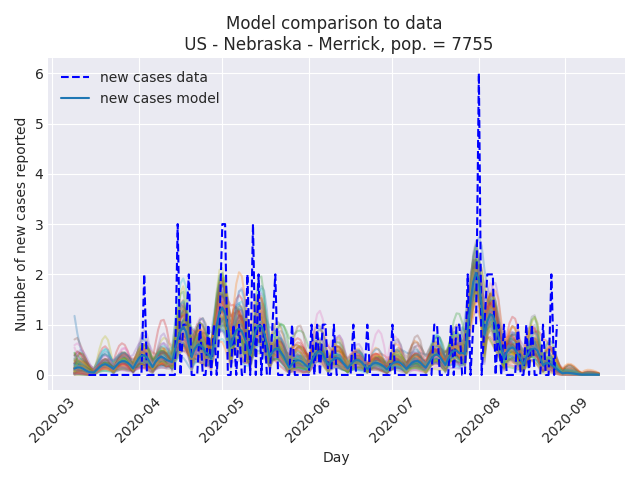 Model comparison to data
US - Nebraska - Merrick, pop. = 7755
new cases data
new cases model
Number of new cases reported
6
5
4
3
2
1
0
2020-03
2020-04
2020-05
2020-06
2020-07
2020-08
2020-09
Day